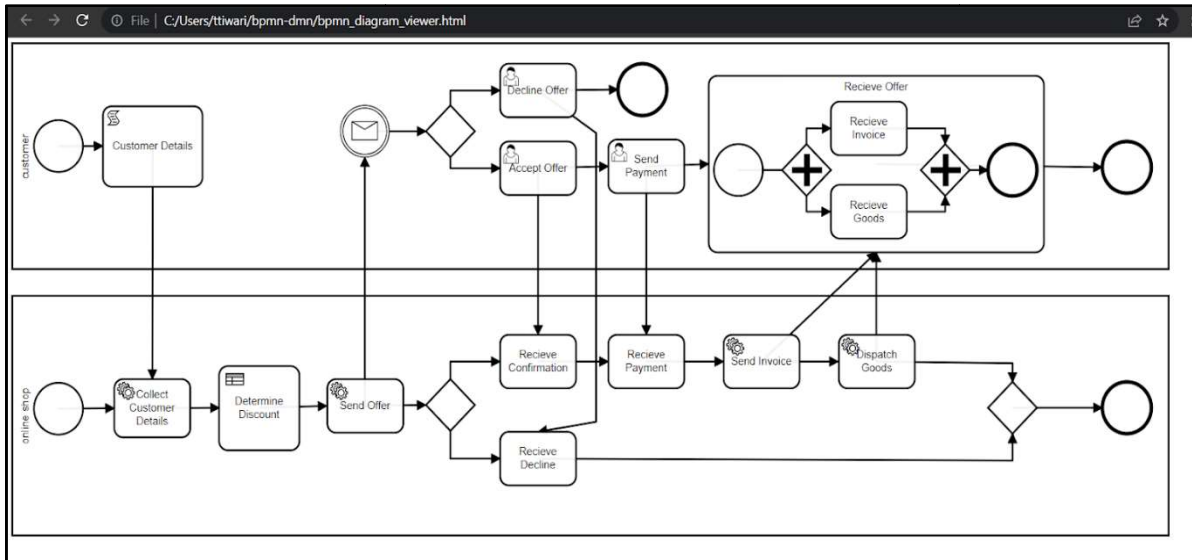 File | C:/Users/ttiwari/bpmn-dmn/bpmn_diagram_viewer.html
customer
Customer Details
Decline Offer
Accept Offer
Send
Payment
Recieve Offer
Recieve
Invoice
Recieve
Goods
online shop
Collect
Customer
Details
Determine
Discount
Send Offer
Recieve
Confirmation
Recieve
Decline
Recieve
Payment
Send Invoice
Dispatch
Goods